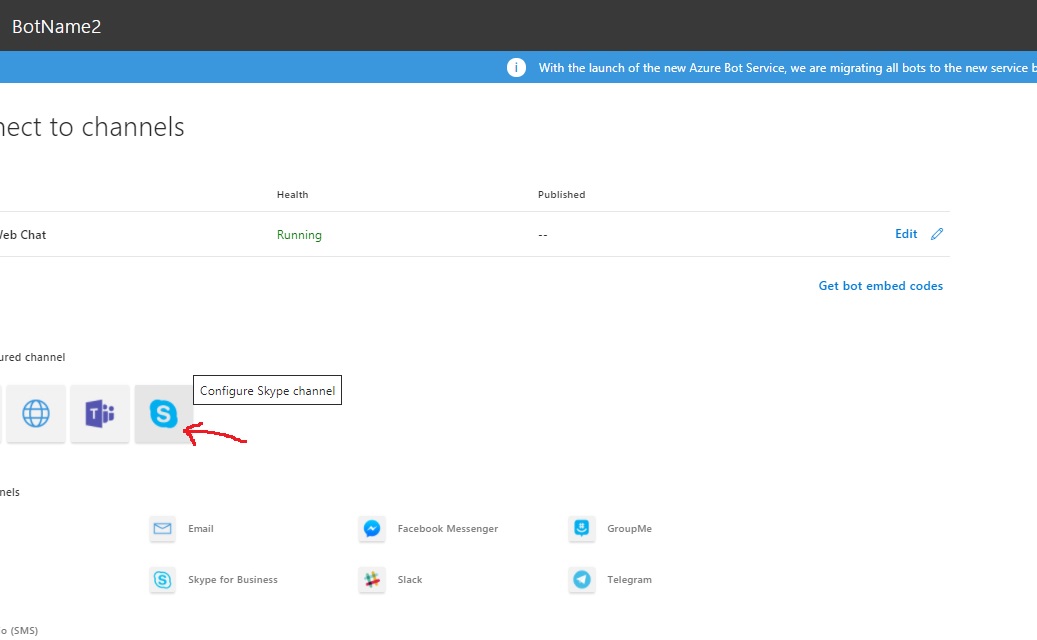 BotName2
With the launch of the new Azure Bot Service, we are migrating all bots to the new service b
nect to channels
Health Published
Web Chat Running -- Edit
Get bot embed codes
ured channel
Configure Skype channel
nels
Email Facebook Messenger GroupMe
Skype for Business Slack Telegram
o (SMS)